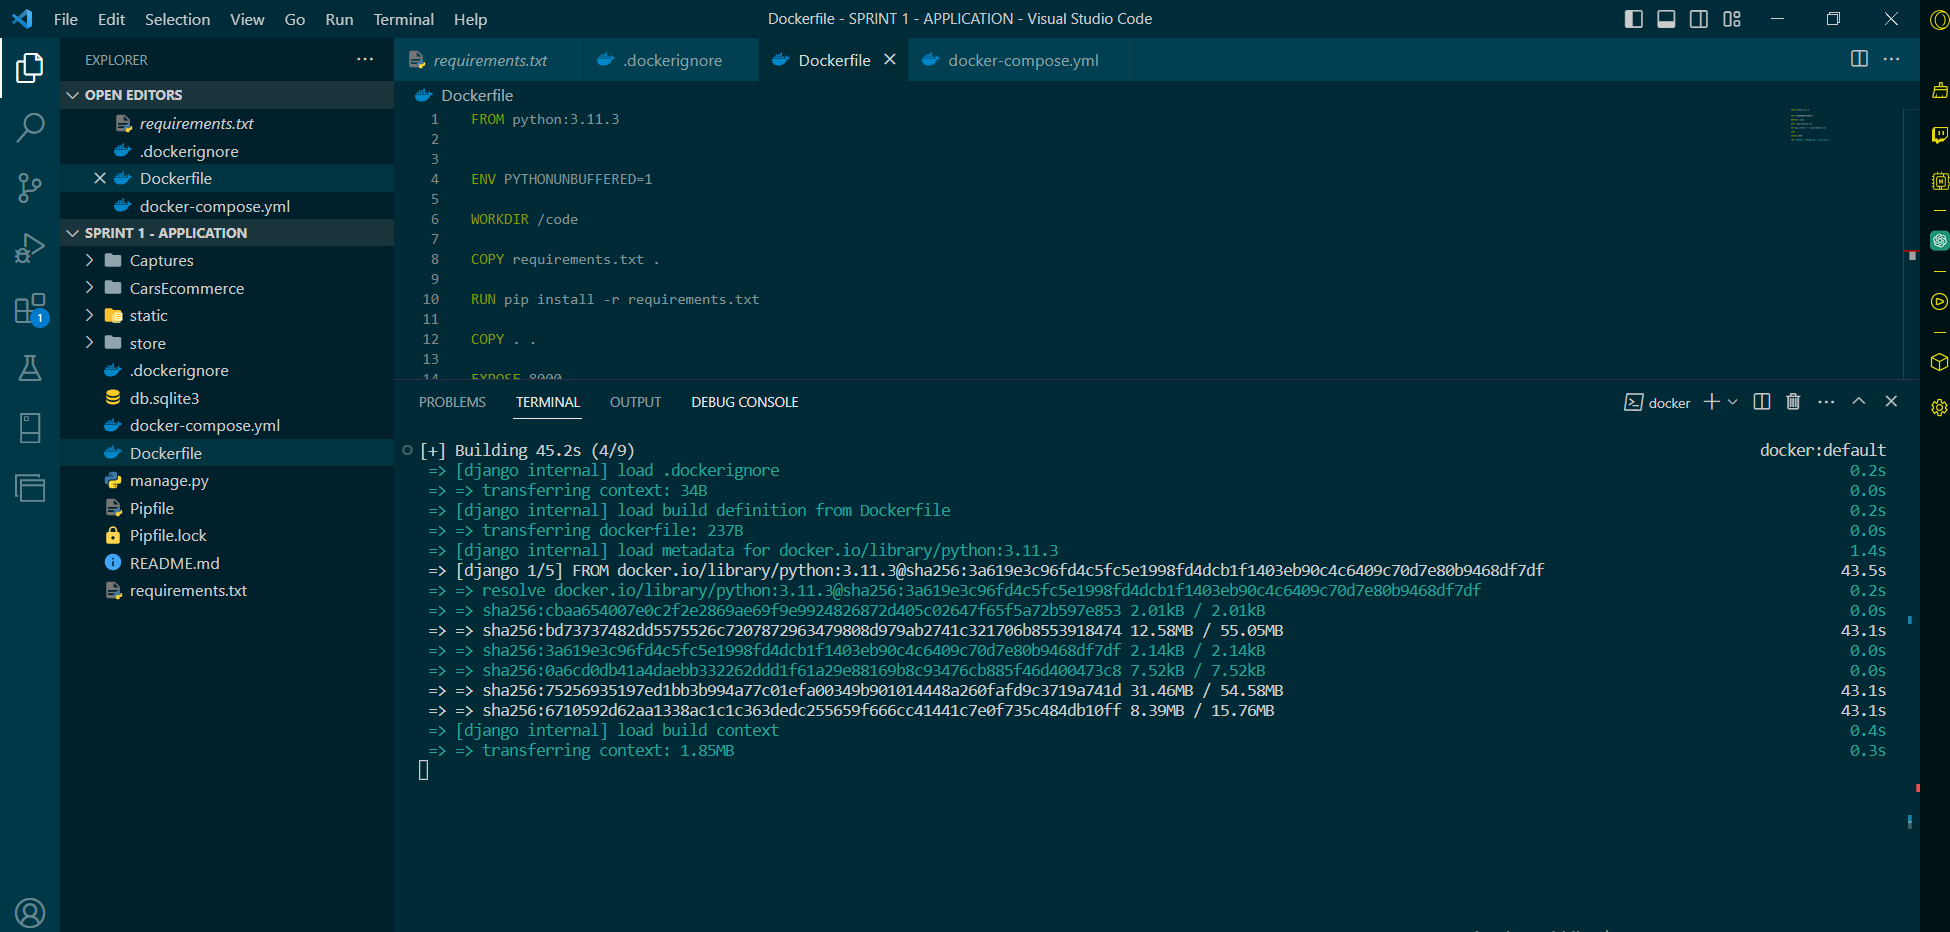 File Edit Selection View Go Run Terminal Help
Dockerfile - SPRINT 1 - APPLICATION - Visual Studio Code
EXPLORER
OPEN EDITORS
requirements.txt
.dockerignore
Dockerfile
docker-compose.yml
SPRINT 1 - APPLICATION
Captures
CarsEcommerce
static
store
.dockerignore
db.sqlite3
docker-compose.yml
Dockerfile
manage.py
Pipfile
Pipfile.lock
README.md
requirements.txt
1
requirements.txt .dockerignore Dockerfile docker-compose.yml
Dockerfile
1 FROM python:3.11.3
2
3
4 ENV PYTHONUNBUFFERED=1
5
6 WORKDIR /code
7
8 COPY requirements.txt .
9
10 RUN pip install -r requirements.txt
11
12 COPY . .
13
14 EXPOSE 8000
PROBLEMS TERMINAL OUTPUT DEBUG CONSOLE
docker
[+] Building 45.2s (4/9) docker:default
=> [django internal] load .dockerignore 0.2s
=> => transferring context: 34B 0.0s
=> [django internal] load build definition from Dockerfile 0.2s
=> => transferring dockerfile: 237B 0.0s
=> [django internal] load metadata for docker.io/library/python:3.11.3 1.4s
=> [django 1/5] FROM docker.io/library/python:3.11.3@sha256:3a619e3c96fd4c5fc5e1998fd4dcb1f1403eb90c4c6409c70d7e80b9468df7df 43.5s
=> => resolve docker.io/library/python:3.11.3@sha256:3a619e3c96fd4c5fc5e1998fd4dcb1f1403eb90c4c6409c70d7e80b9468df7df 0.2s
=> => sha256:cbaa654007e0c2f2e2869ae69f9e9924826872d405c02647f65f5a72b597e853 2.01kB / 2.01kB 0.0s
=> => sha256:bd73737482dd5575526c7207872963479808d979ab2741c321706b8553918474 12.58MB / 55.05MB 43.1s
=> => sha256:3a619e3c96fd4c5fc5e1998fd4dcb1f1403eb90c4c6409c70d7e80b9468df7df 2.14kB / 2.14kB 0.0s
=> => sha256:0a6cd0db41a4daebb332262ddd1f61a29e88169b8c93476cb885f46d400473c8 7.52kB / 7.52kB 0.0s
=> => sha256:75256935197ed1bb3b994a77c01efa00349b901014448a260fafd9c3719a741d 31.46MB / 54.58MB 43.1s
=> => sha256:6710592d62aa1338ac1c1c363dedc255659f666cc41441c7e0f735c484db10ff 8.39MB / 15.76MB 43.1s
=> [django internal] load build context 0.4s
=> => transferring context: 1.85MB 0.3s